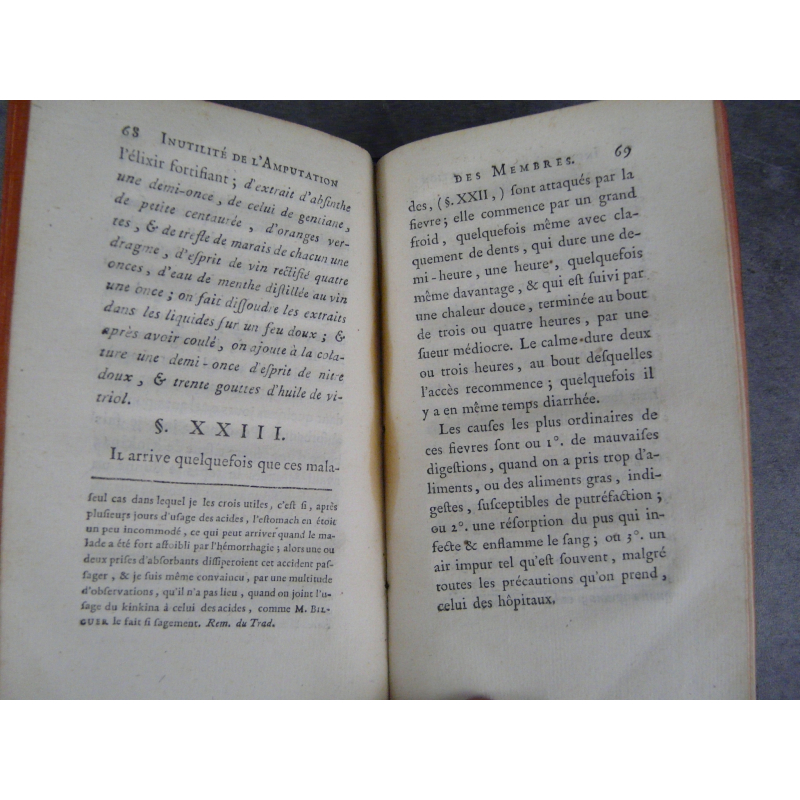 68 INUTILITÉ DE L'AMPUTATION
l'élixir fortifiant ; d'extrait d'abſinthe
une demi-once, de celui de gentiane,
de petite centaurée, d'oranges ver-
tes, & de trefle de marais de chacun une
dragme, d'eſprit de vin rectifié quatre
onces, d'eau de menthe diſtillée au vin
une once ; on fait diſſoudre les extraits
dans les liquides ſur un feu doux ; &
après avoir coulé, on ajoute à la cola-
ture une demi-once d'eſprit de nitre
doux, & trente gouttes d'huile de vi-
triol.
§. XXIII.
IL arrive quelquefois que ces mala-
ſeul cas dans lequel je les crois utiles, c'eſt ſi, après
pluſieurs jours d'uſage des acides, l'eſtomach en étoit
un peu incommodé, ce qui peut arriver quand le ma-
lade a été fort affoibli par l'hémorrhagie ; alors une ou
deux priſes d'abſorbants diſſiperoient cet accident paſ-
ſager, & je ſuis même convaincu, par une multitude
d'obſervations, qu'il n'a pas lieu, quand on joint l'u-
ſage du kinkina à celui des acides, comme M. BIL-
GUER le fait ſi ſagement. Rem. du Trad.
DES MEMBRES. 69
des, (§. XXII,) ſont attaqués par la
fievre ; elle commence par un grand
froid, quelquefois même avec cla-
quement de dents, qui dure une de-
mi-heure, une heure, quelquefois
même davantage, & qui eſt ſuivi par
une chaleur douce, terminée au bout
de trois ou quatre heures, par une
ſueur médiocre. Le calme dure deux
ou trois heures, au bout deſquelles
l'accès recommence ; quelquefois il
y a en même temps diarrhée.
Les cauſes les plus ordinaires de
ces fievres ſont ou 1°. de mauvaiſes
digeſtions, quand on a pris trop d'a-
liments, ou des aliments gras, indi-
geſtes, ſuſceptibles de putréfaction ;
ou 2°. une réſorption du pus qui in-
fecte & enflamme le ſang ; ou 3°. un
air impur tel qu'eſt ſouvent, malgré
toutes les précautions qu'on prend,
celui des hôpitaux.